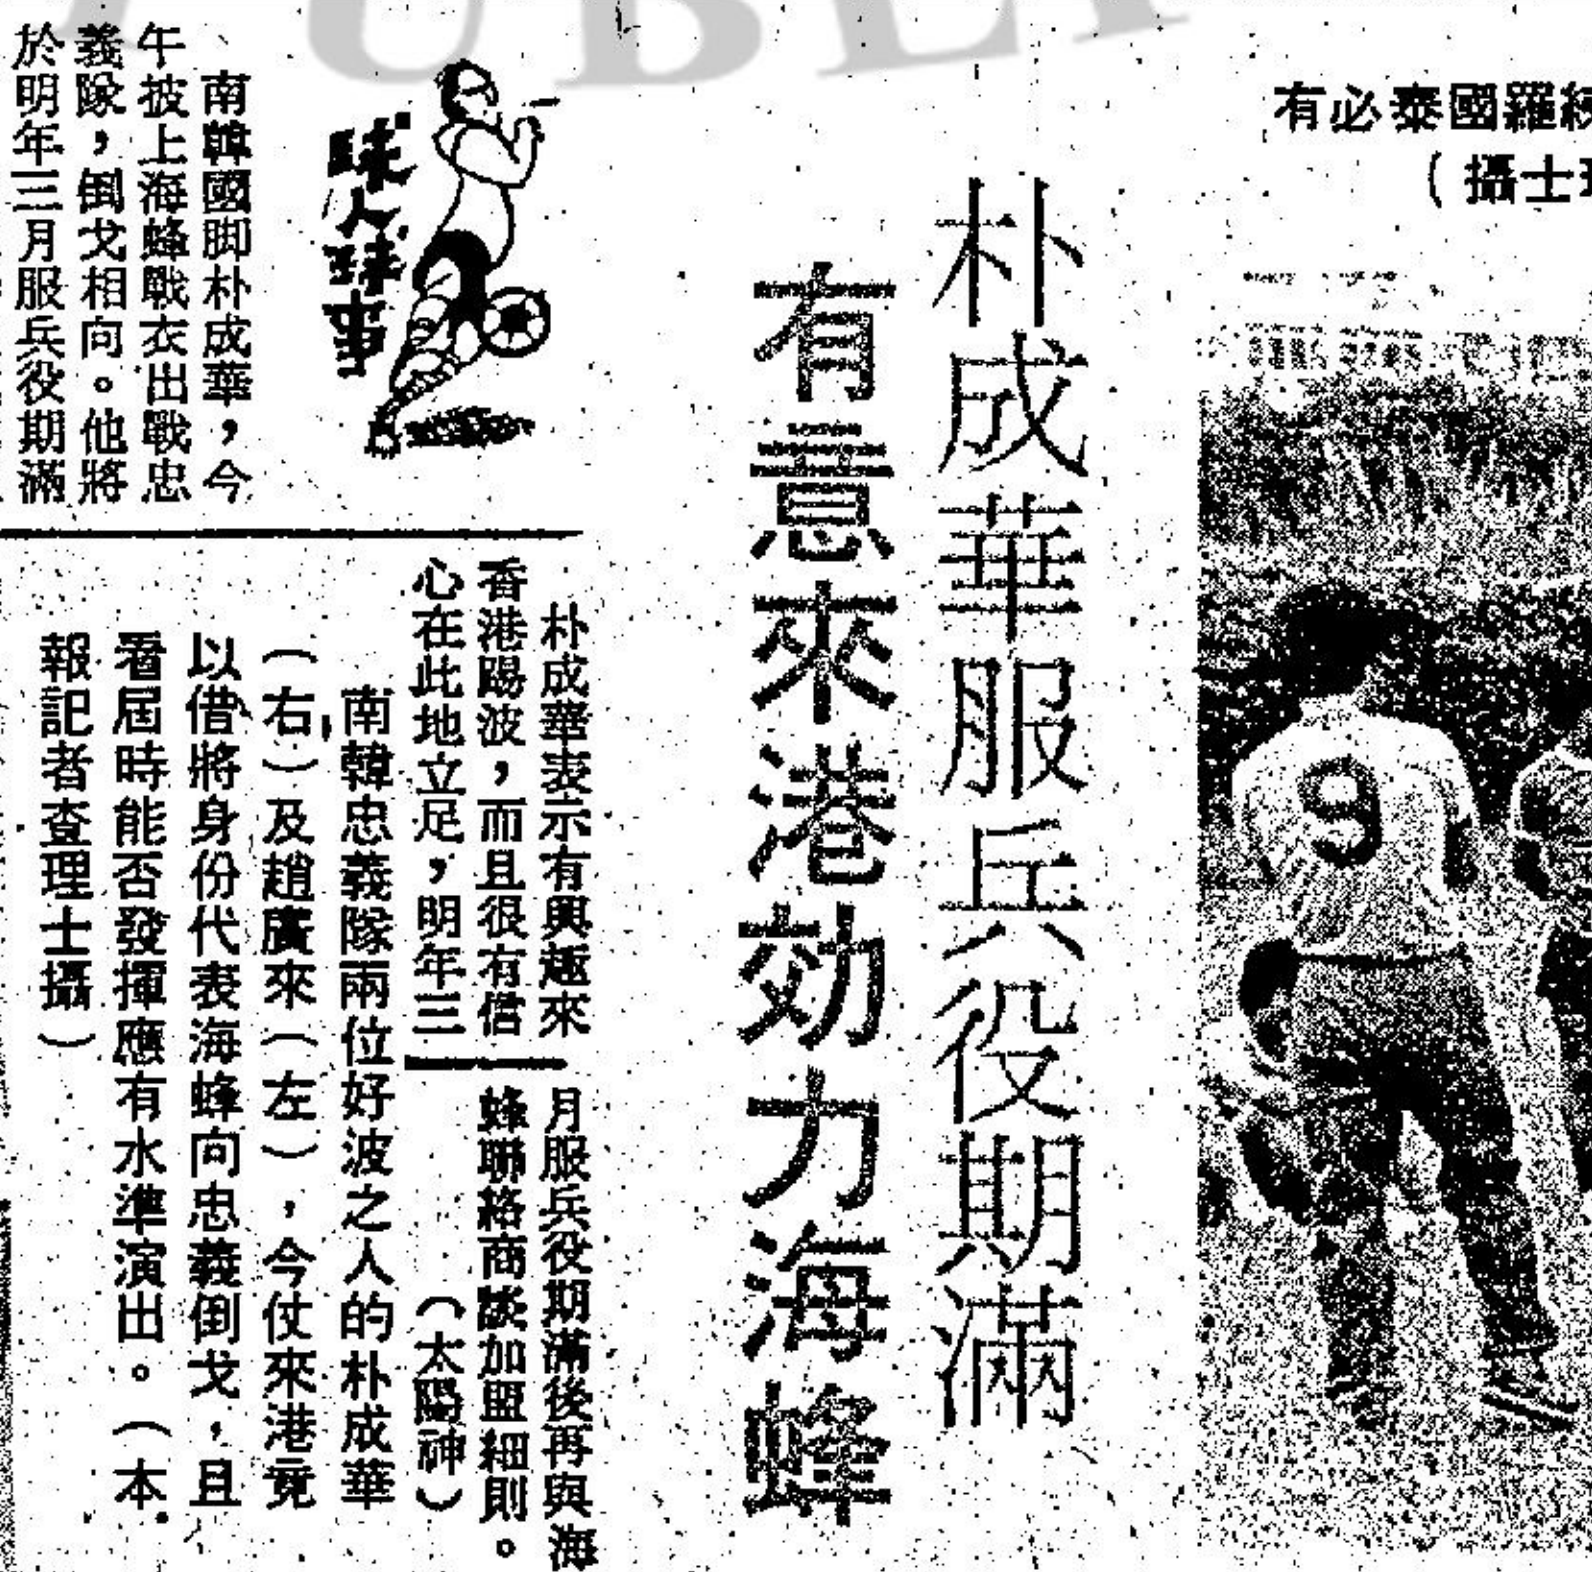 有必泰國羅
（攝士
朴成華服兵役期滿
有意來港効力海蜂
球人球事
南韓國脚朴成華，今
午披上海蜂戰衣出戰忠
義隊，倒戈相向。他將
於明年三月服兵役期滿
朴成華表示有興趣來
香港踢波，而且很有信
心在此地立足，明年三
月服兵役期滿後再與海
蜂聯絡商談加盟細則。
（太陽神）
南韓忠義隊兩位好波之人的朴成華
（右）及趙廣來（左），今仗來港竟
以借將身份代表海蜂向忠義倒戈，且
看屆時能否發揮應有水準演出。（本
報記者查理士攝）